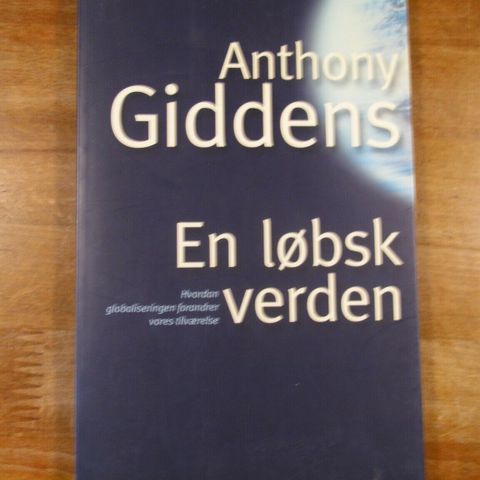 Anthony
Giddens
En løbsk
verden
Hvordan
globaliseringen forandrer
vores tilværelse